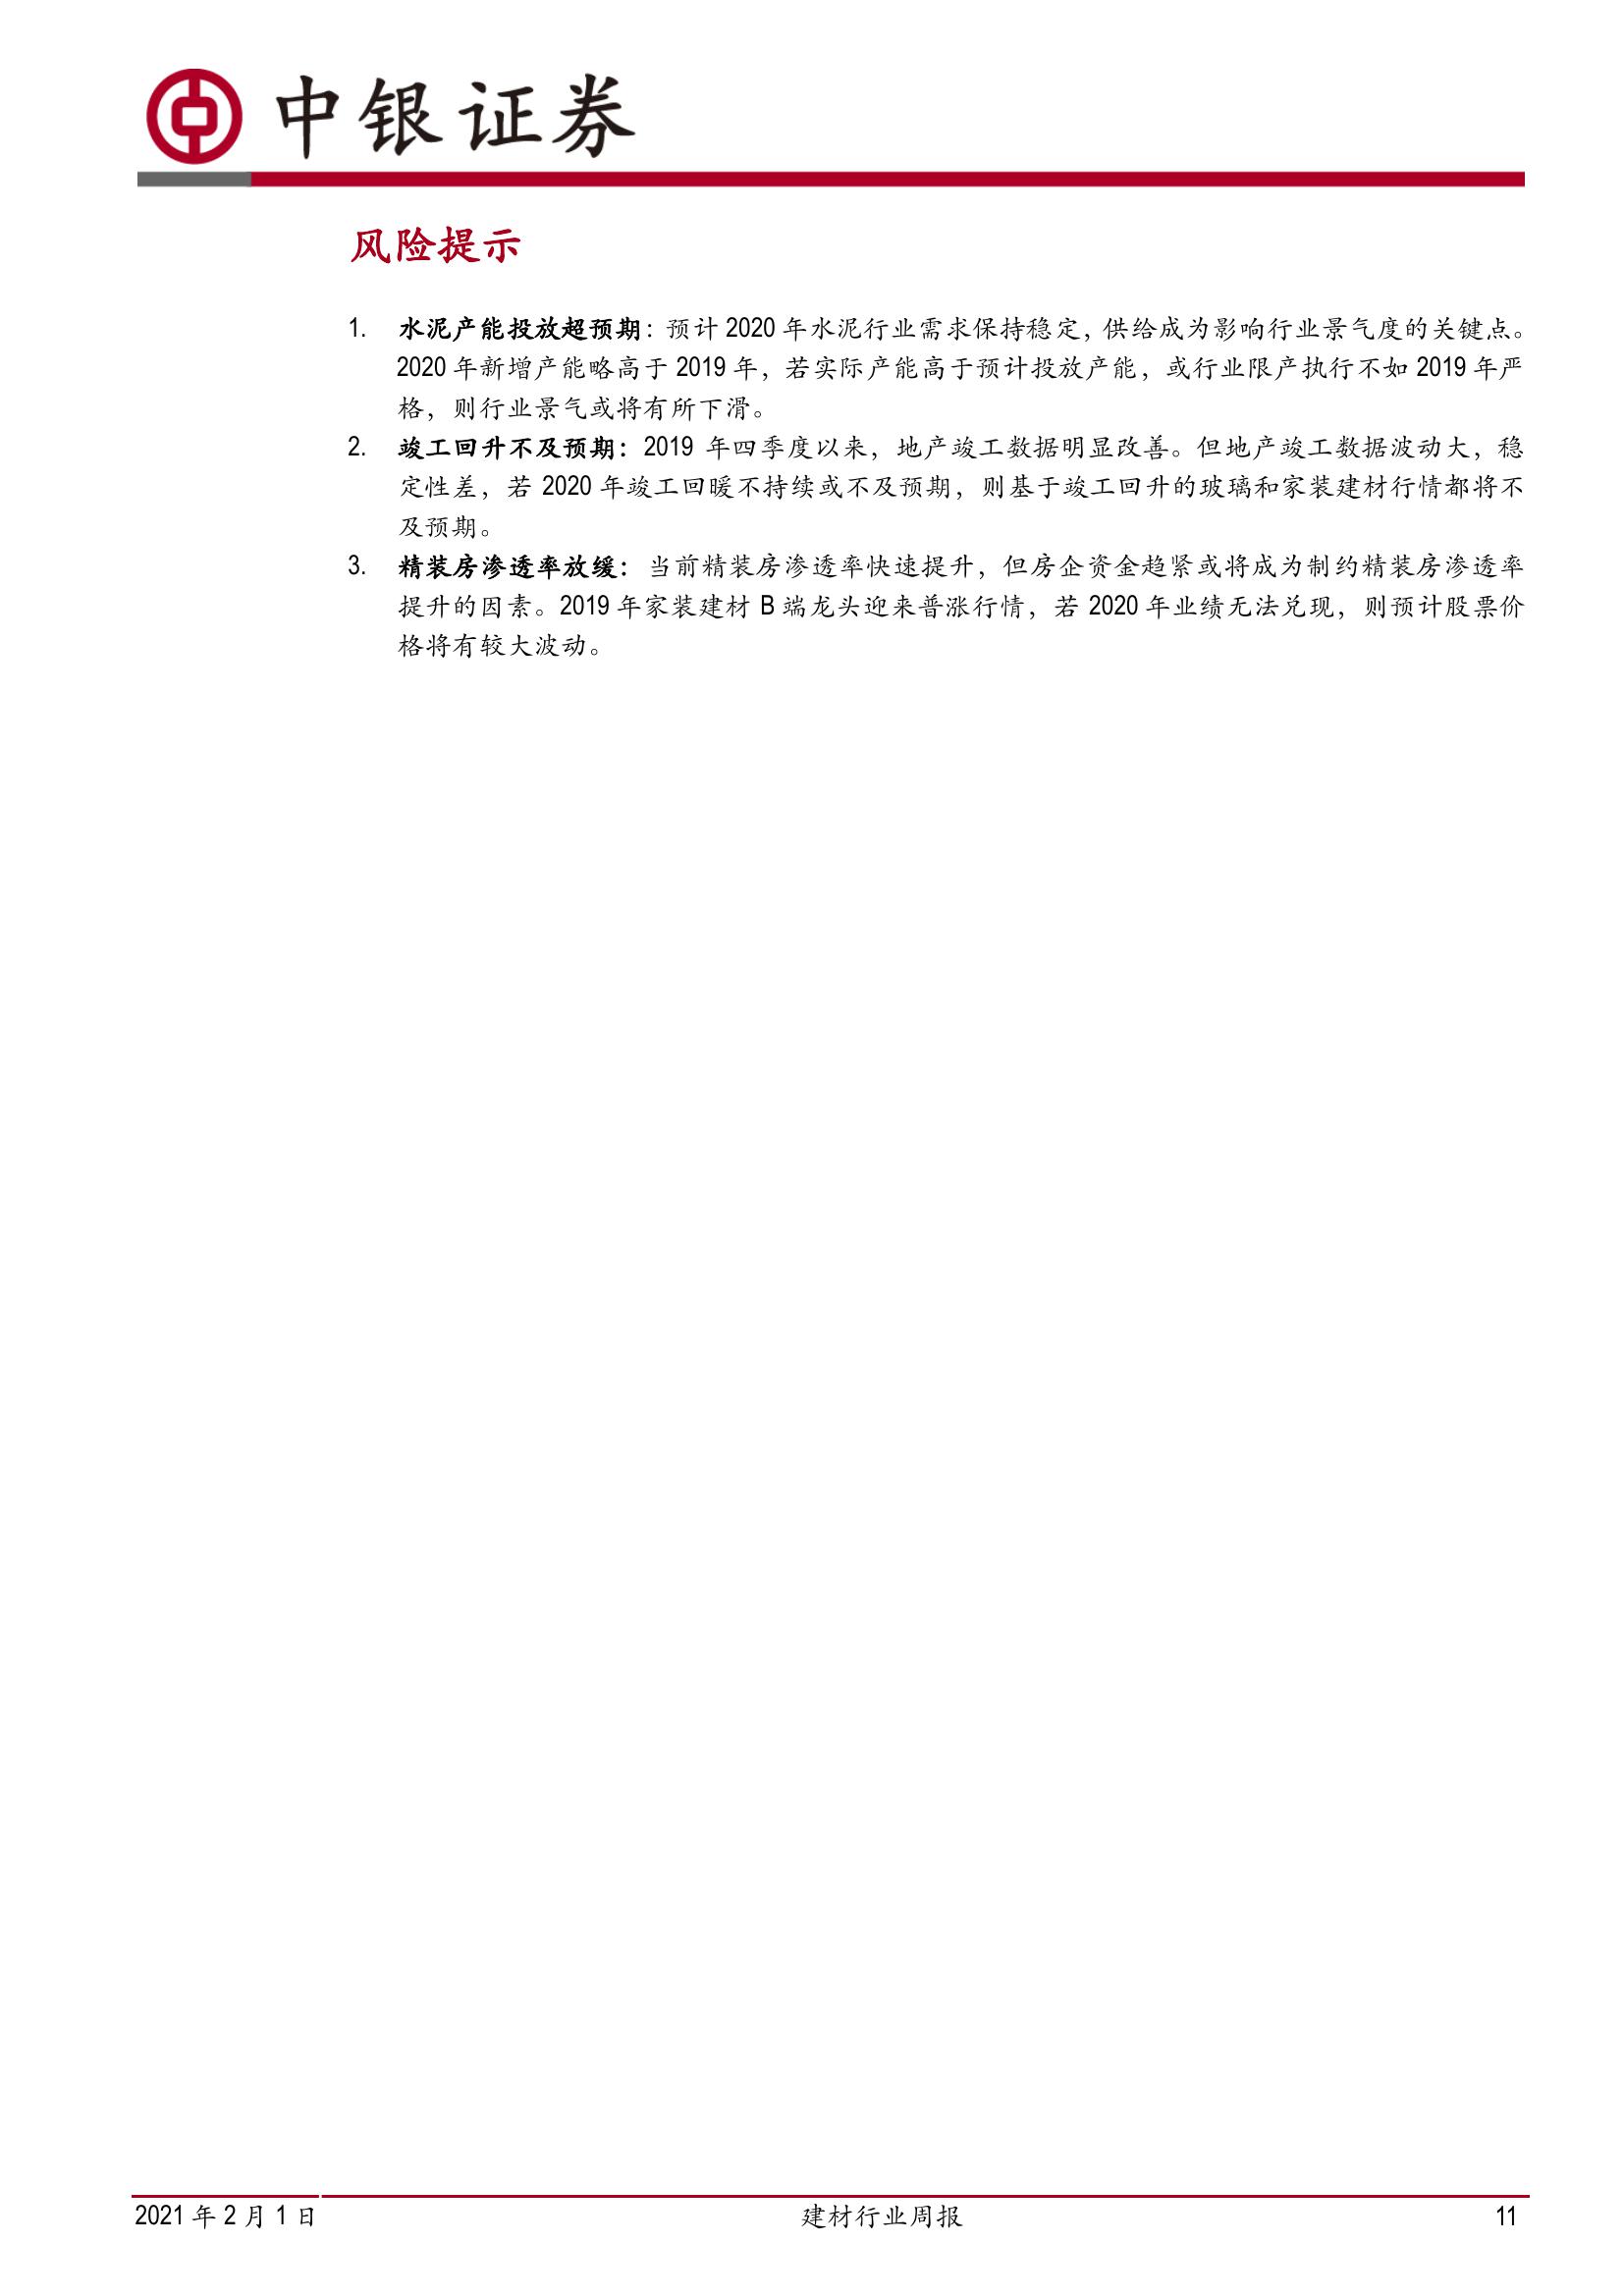 中银证券
风险提示
1. 水泥产能投放超预期：预计 2020 年水泥行业需求保持稳定，供给成为影响行业景气度的关键点。
2020 年新增产能略高于 2019 年，若实际产能高于预计投放产能，或行业限产执行不如 2019 年严
格，则行业景气或将有所下滑。
2. 竣工回升不及预期：2019 年四季度以来，地产竣工数据明显改善。但地产竣工数据波动大，稳
定性差，若 2020 年竣工回暖不持续或不及预期，则基于竣工回升的玻璃和家装建材行情都将不
及预期。
3. 精装房渗透率放缓：当前精装房渗透率快速提升，但房企资金趋紧或将成为制约精装房渗透率
提升的因素。2019 年家装建材 B 端龙头迎来普涨行情，若 2020 年业绩无法兑现，则预计股票价
格将有较大波动。
2021 年 2 月 1 日 建材行业周报 11